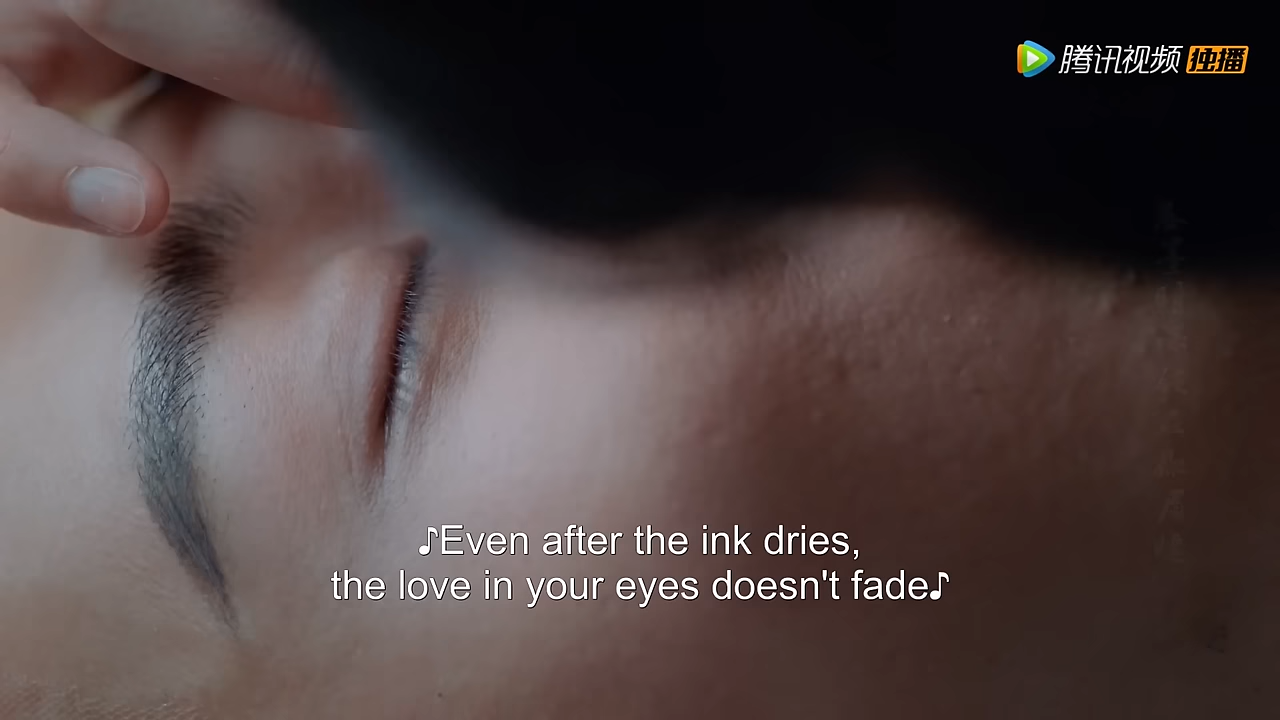 腾讯视频 独播
♪Even after the ink dries,
the love in your eyes doesn't fade♪